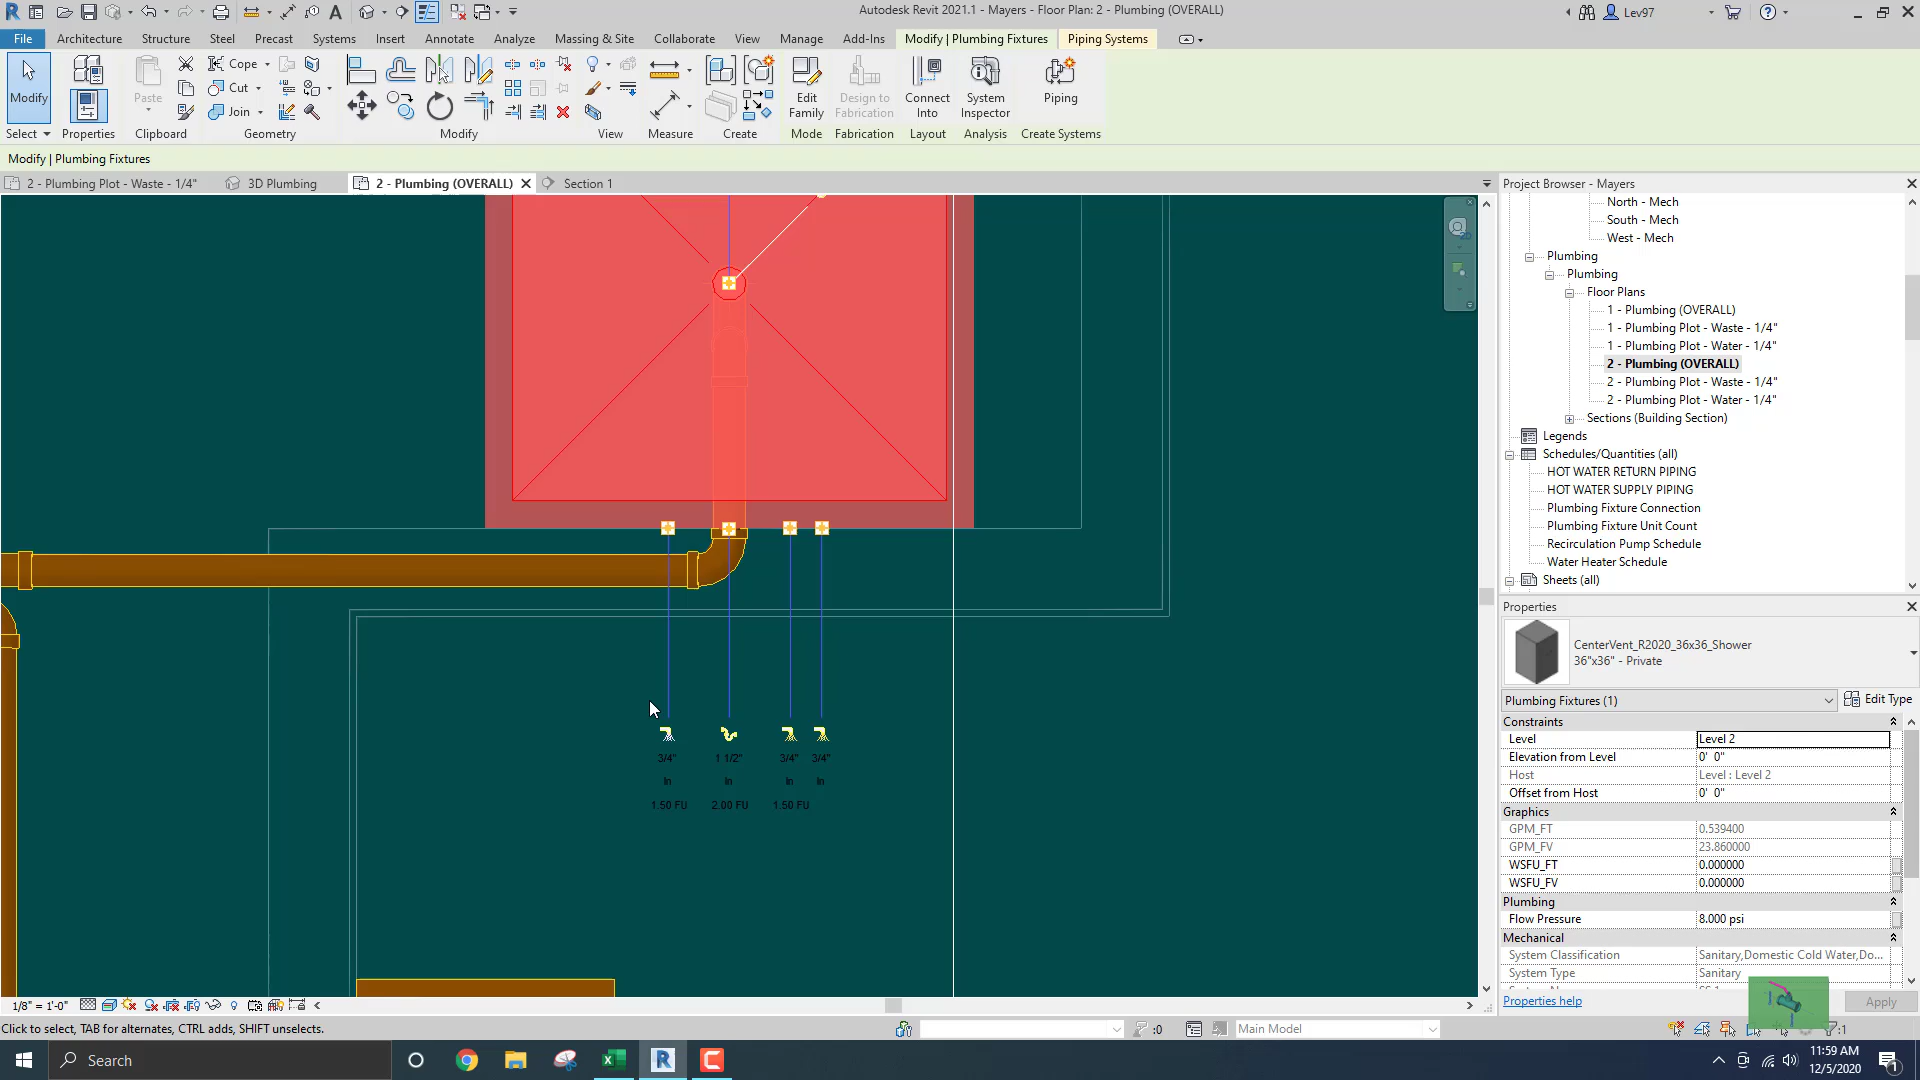 Autodesk Revit 2021.1 - Mayers - Floor Plan: 2 - Plumbing (OVERALL)
Lev97
File
Architecture
Structure
Steel
Precast
Systems
Insert
Annotate
Analyze
Massing & Site
Collaborate
View
Manage
Add-Ins
Modify | Plumbing Fixtures
Piping Systems
Modify
Paste
Cope
Cut
Join
Edit Family
Design to Fabrication
Connect Into
System Inspector
Piping
Select
Properties
Clipboard
Geometry
Modify
View
Measure
Create
Mode
Fabrication
Layout
Analysis
Create Systems
Modify | Plumbing Fixtures
2 - Plumbing Plot - Waste - 1/4"
3D Plumbing
2 - Plumbing (OVERALL)
Section 1
3/4"
1 1/2"
3/4"
3/4"
In
In
In
In
1.50 FU
2.00 FU
1.50 FU
Project Browser - Mayers
North - Mech
South - Mech
West - Mech
Plumbing
Plumbing
Floor Plans
1 - Plumbing (OVERALL)
1 - Plumbing Plot - Waste - 1/4"
1 - Plumbing Plot - Water - 1/4"
2 - Plumbing (OVERALL)
2 - Plumbing Plot - Waste - 1/4"
2 - Plumbing Plot - Water - 1/4"
Sections (Building Section)
Legends
Schedules/Quantities (all)
HOT WATER RETURN PIPING
HOT WATER SUPPLY PIPING
Plumbing Fixture Connection
Plumbing Fixture Unit Count
Recirculation Pump Schedule
Water Heater Schedule
Sheets (all)
Properties
CenterVent_R2020_36x36_Shower
36"x36" - Private
Plumbing Fixtures (1)
Edit Type
Constraints
Level Level 2
Elevation from Level 0' 0"
Host Level : Level 2
Offset from Host 0' 0"
Graphics
GPM_FT 0.539400
GPM_FV 23.860000
WSFU_FT 0.000000
WSFU_FV 0.000000
Plumbing
Flow Pressure 8.000 psi
Mechanical
System Classification Sanitary,Domestic Cold Water,Do...
System Type Sanitary
Properties help
Apply
1/8" = 1'-0"
Click to select, TAB for alternates, CTRL adds, SHIFT unselects.
:0
Main Model
:1
Search
11:59 AM
12/5/2020
1